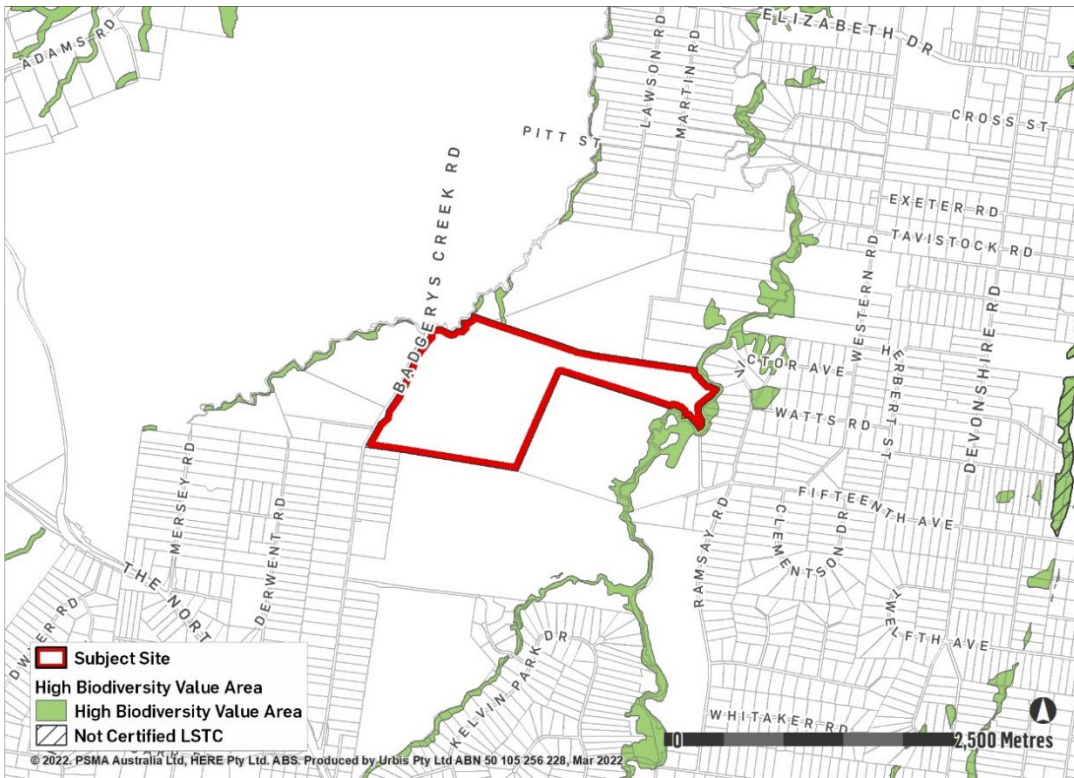 ADAMS RD
ELIZABETH DR
LAWSON RD
MARTIN RD
CROSS ST
PITT ST
BADGERYS CREEK RD
EXETER RD
TAVISTOCK RD
WESTERN RD
DEVONSHIRE RD
HERBERT ST
CTOR AVE
WATTS RD
MERSEY RD
DERWENT RD
FIFTEENTH AVE
RAMSAY RD
CLEMENTSON DR
TWELFTH AVE
THE NORT
KELVIN PARK DR
WHITAKER RD
Subject Site
High Biodiversity Value Area
High Biodiversity Value Area
Not Certified LSTC
0 2,500 Metres
© 2022. PSMA Australia Ltd, HERE Pty Ltd. ABS. Produced by Urbis Pty Ltd ABN 50 105 256 228, Mar 2022